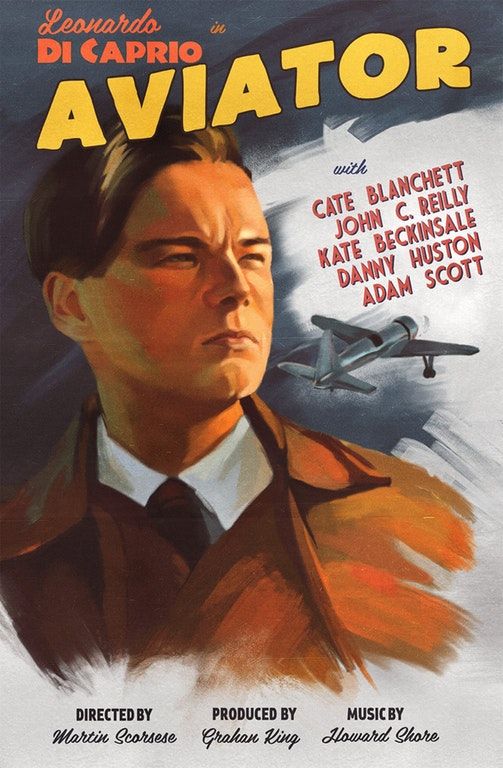 Leonardo in
DI CAPRIO
AVIATOR
with
CATE BLANCHETT
JOHN C. REILLY
KATE BECKINSALE
DANNY HUSTON
ADAM SCOTT
DIRECTED BY PRODUCED BY MUSIC BY
Martin Scorsese Grahan King Howard Shore